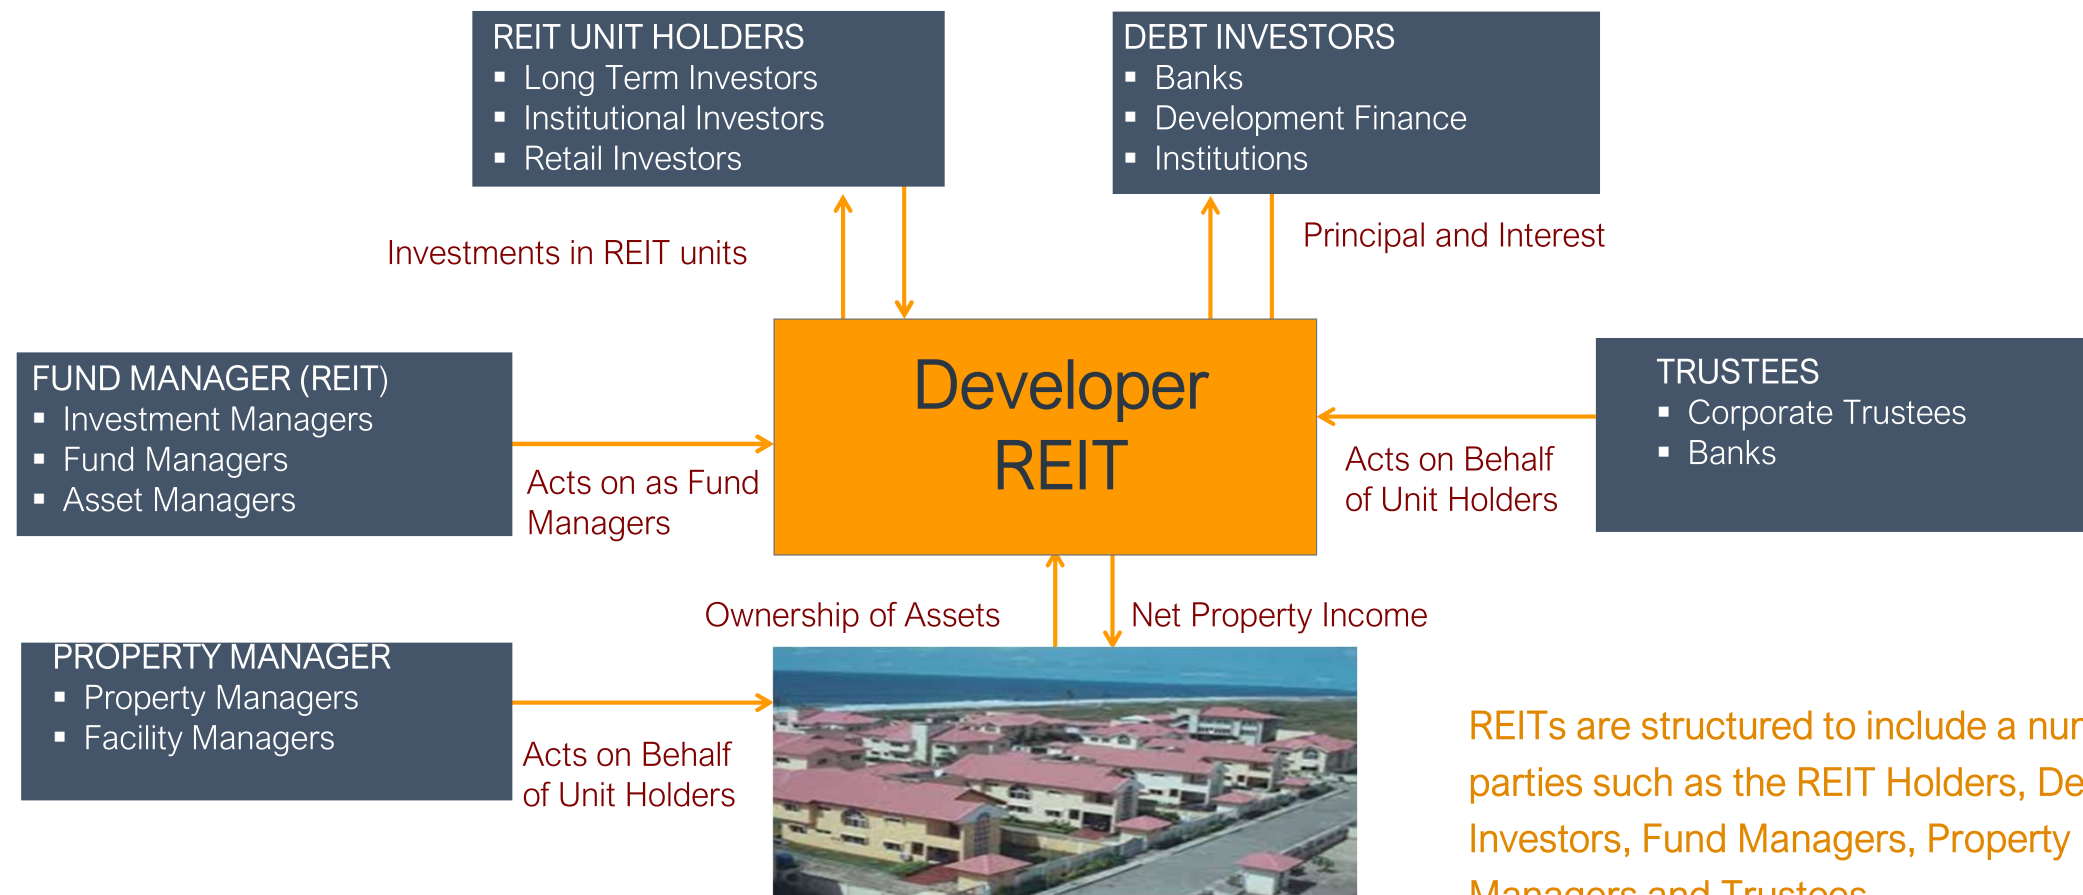 REIT UNIT HOLDERS
▪ Long Term Investors
▪ Institutional Investors
▪ Retail Investors
DEBT INVESTORS
▪ Banks
▪ Development Finance
▪ Institutions
Investments in REIT units
Principal and Interest
FUND MANAGER (REIT)
▪ Investment Managers
▪ Fund Managers
▪ Asset Managers
Acts on as Fund
Managers
Developer
REIT
TRUSTEES
▪ Corporate Trustees
▪ Banks
Acts on Behalf
of Unit Holders
Ownership of Assets
Net Property Income
PROPERTY MANAGER
▪ Property Managers
▪ Facility Managers
Acts on Behalf
of Unit Holders
REITs are structured to include a
parties such as the REIT Holders,
Investors, Fund Managers, Property
Managers and Trustees